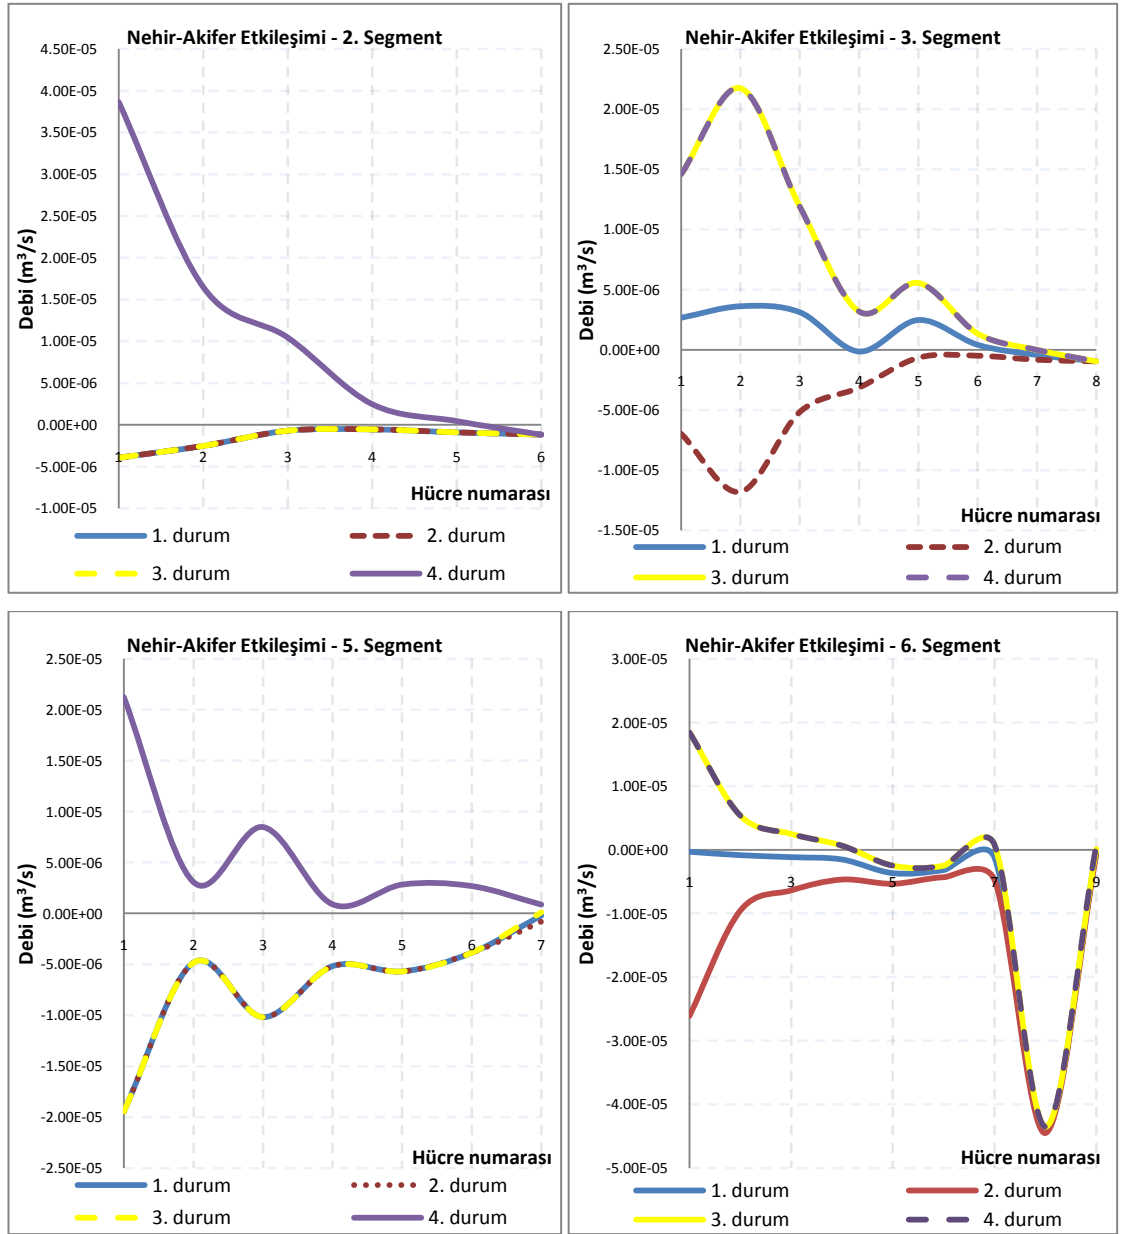 Nehir-Akifer Etkileşimi - 2. Segment
4.50E-05
4.00E-05
3.50E-05
3.00E-05
2.50E-05
2.00E-05
1.50E-05
1.00E-05
5.00E-06
0.00E+00
-5.00E-06
-1.00E-05
Debi (m³/s)
1 2 3 4 5 6
Hücre numarası
1. durum 2. durum
3. durum 4. durum
Nehir-Akifer Etkileşimi - 3. Segment
2.50E-05
2.00E-05
1.50E-05
1.00E-05
5.00E-06
0.00E+00
-5.00E-06
-1.00E-05
-1.50E-05
Debi (m³/s)
1 2 3 4 5 6 7 8
Hücre numarası
1. durum 2. durum
3. durum 4. durum
Nehir-Akifer Etkileşimi - 5. Segment
2.50E-05
2.00E-05
1.50E-05
1.00E-05
5.00E-06
0.00E+00
-5.00E-06
-1.00E-05
-1.50E-05
-2.00E-05
-2.50E-05
Debi (m³/s)
1 2 3 4 5 6 7
Hücre numarası
1. durum 2. durum
3. durum 4. durum
Nehir-Akifer Etkileşimi - 6. Segment
3.00E-05
2.00E-05
1.00E-05
0.00E+00
-1.00E-05
-2.00E-05
-3.00E-05
-4.00E-05
-5.00E-05
Debi (m³/s)
1 3 5 7 9
Hücre numarası
1. durum 2. durum
3. durum 4. durum